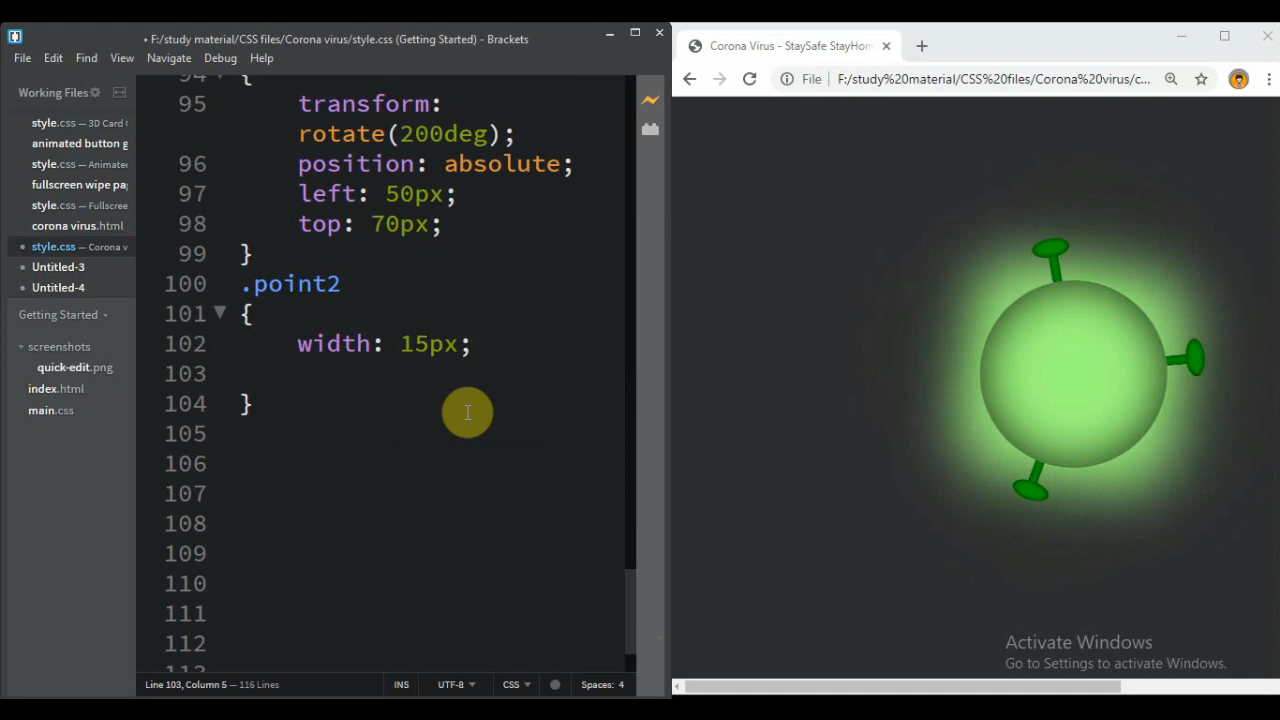 • F:/study material/CSS files/Corona virus/style.css (Getting Started) - Brackets
File Edit Find View Navigate Debug Help
Working Files
style.css — 3D Card
animated button g
style.css — Animate
fullscreen wipe pa
style.css — Fullscree
corona virus.html
style.css — Corona v
Untitled-3
Untitled-4
Getting Started
screenshots
quick-edit.png
index.html
main.css
94 {
95 transform:
rotate(200deg);
96 position: absolute;
97 left: 50px;
98 top: 70px;
99 }
100 .point2
101 {
102 width: 15px;
103
104 }
105
106
107
108
109
110
111
112
113
Line 103, Column 5 — 116 Lines
INS UTF-8 CSS Spaces: 4
Corona Virus - StaySafe StayHom
File F:/study%20material/CSS%20files/Corona%20virus/c...
Activate Windows
Go to Settings to activate Windows.